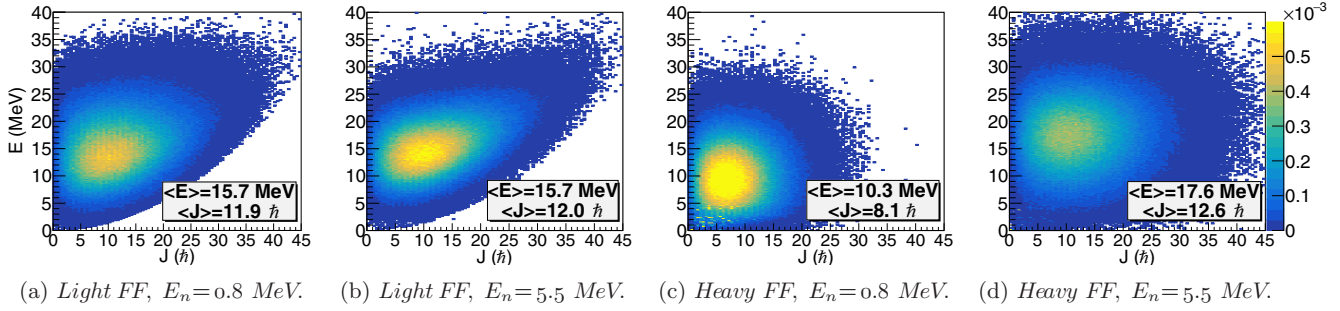 E (MeV)
40
35
30
25
20
15
10
5
0
0 5 10 15 20 25 30 35 40 45
J (ℏ)
<E>=15.7 MeV
<J>=11.9 ℏ
40
35
30
25
20
15
10
5
0
0 5 10 15 20 25 30 35 40 45
J (ℏ)
<E>=15.7 MeV
<J>=12.0 ℏ
40
35
30
25
20
15
10
5
0
0 5 10 15 20 25 30 35 40 45
J (ℏ)
<E>=10.3 MeV
<J>=8.1 ℏ
40
35
30
25
20
15
10
5
0
0 5 10 15 20 25 30 35 40 45
J (ℏ)
<E>=17.6 MeV
<J>=12.6 ℏ
×10⁻³
0.5
0.4
0.3
0.2
0.1
0
(a) Light FF, Eₙ=0.8 MeV.
(b) Light FF, Eₙ=5.5 MeV.
(c) Heavy FF, Eₙ=0.8 MeV.
(d) Heavy FF, Eₙ=5.5 MeV.